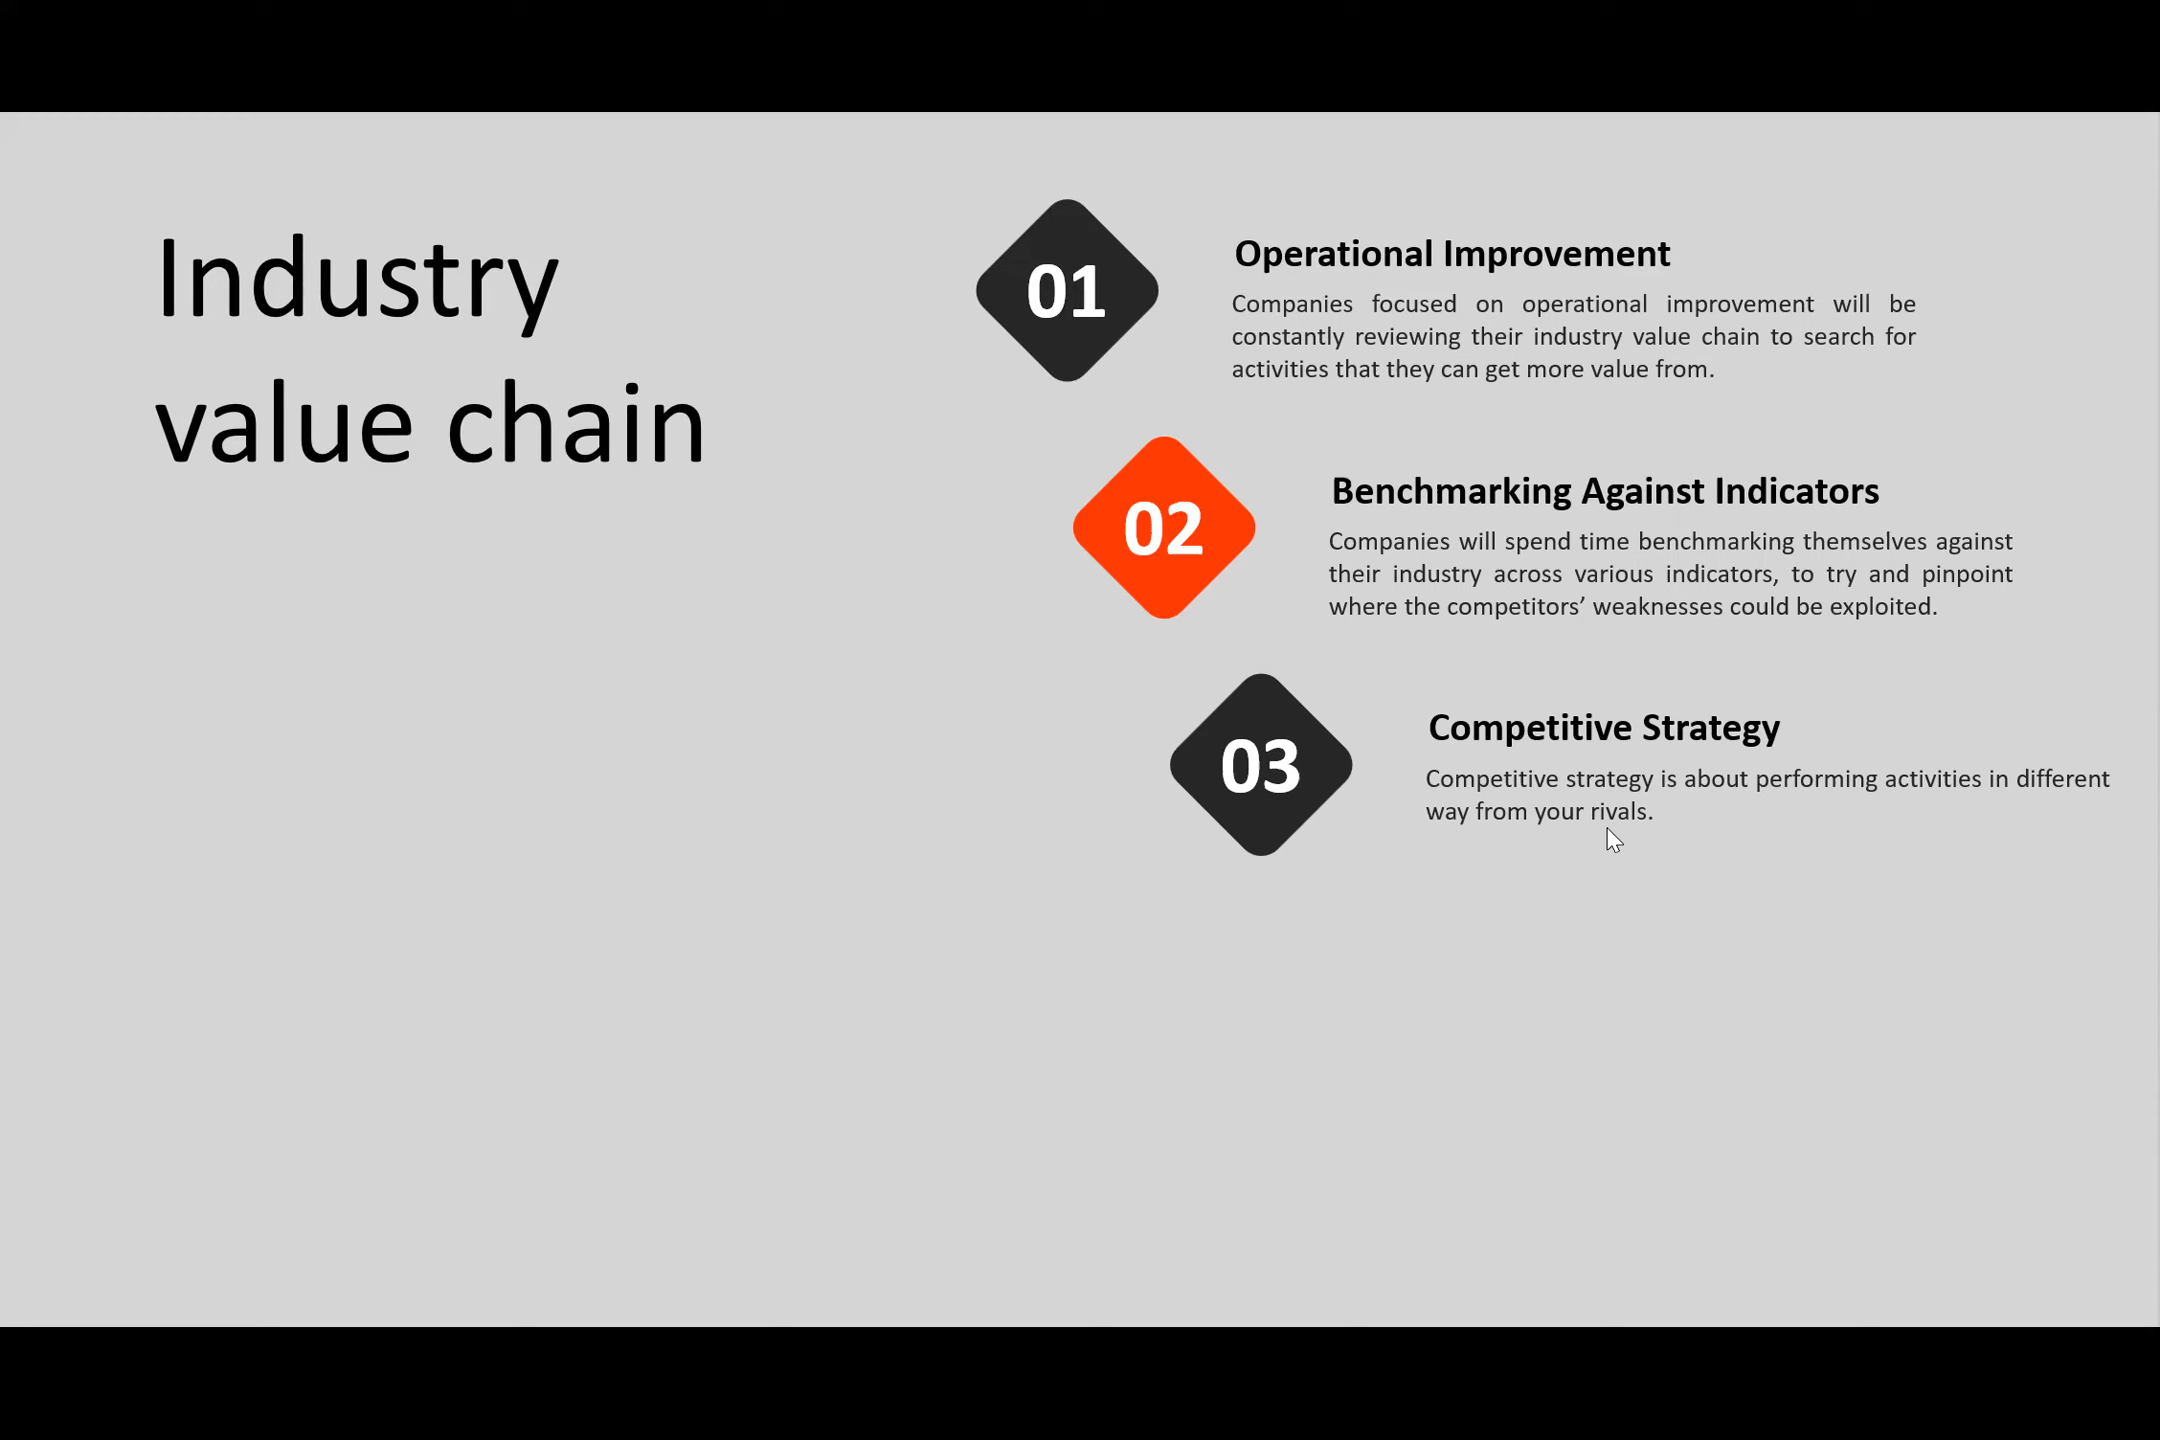 Industry
value chain
01
Operational Improvement
Companies focused on operational improvement will be
constantly reviewing their industry value chain to search for
activities that they can get more value from.
02
Benchmarking Against Indicators
Companies will spend time benchmarking themselves against
their industry across various indicators, to try and pinpoint
where the competitors’ weaknesses could be exploited.
03
Competitive Strategy
Competitive strategy is about performing activities in different
way from your rivals.